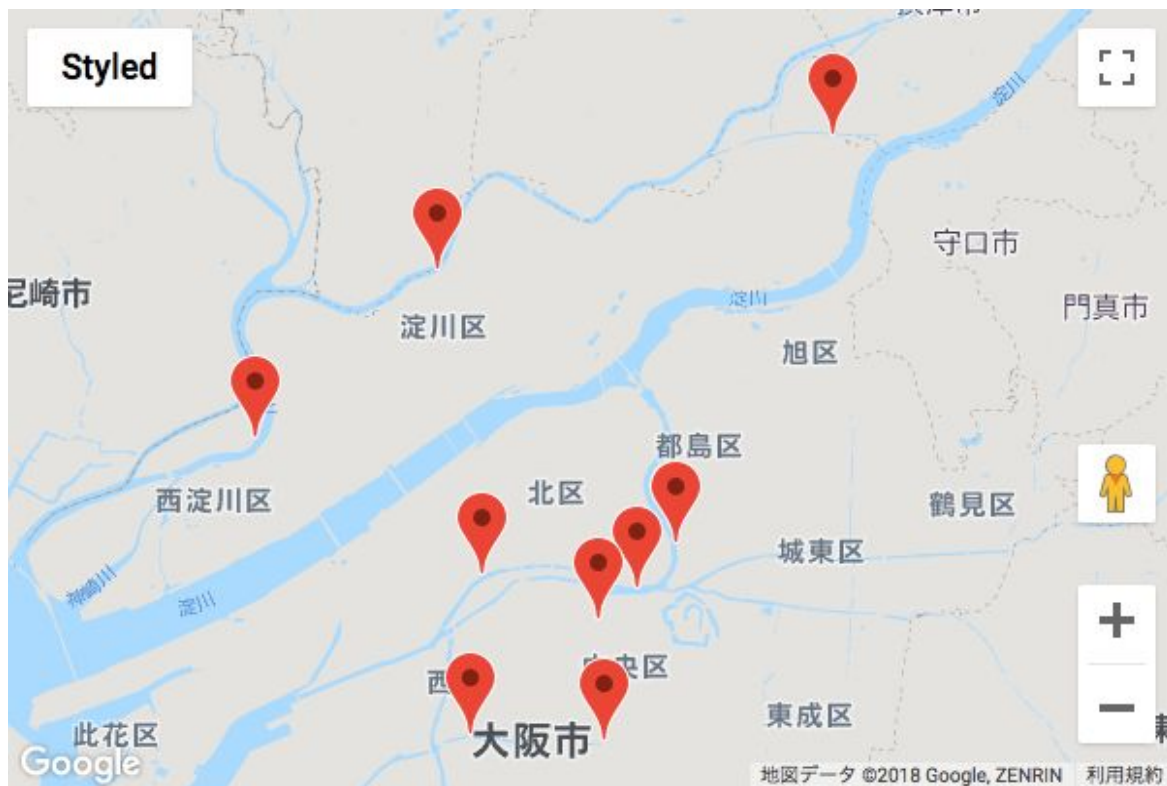 Styled
淀川
守口市
尼崎市
門真市
淀川
淀川区
旭区
都島区
北区
西淀川区
鶴見区
城東区
神崎川
淀川
央区
西
東成区
此花区
大阪市
Google
地図データ ©2018 Google, ZENRIN
利用規約